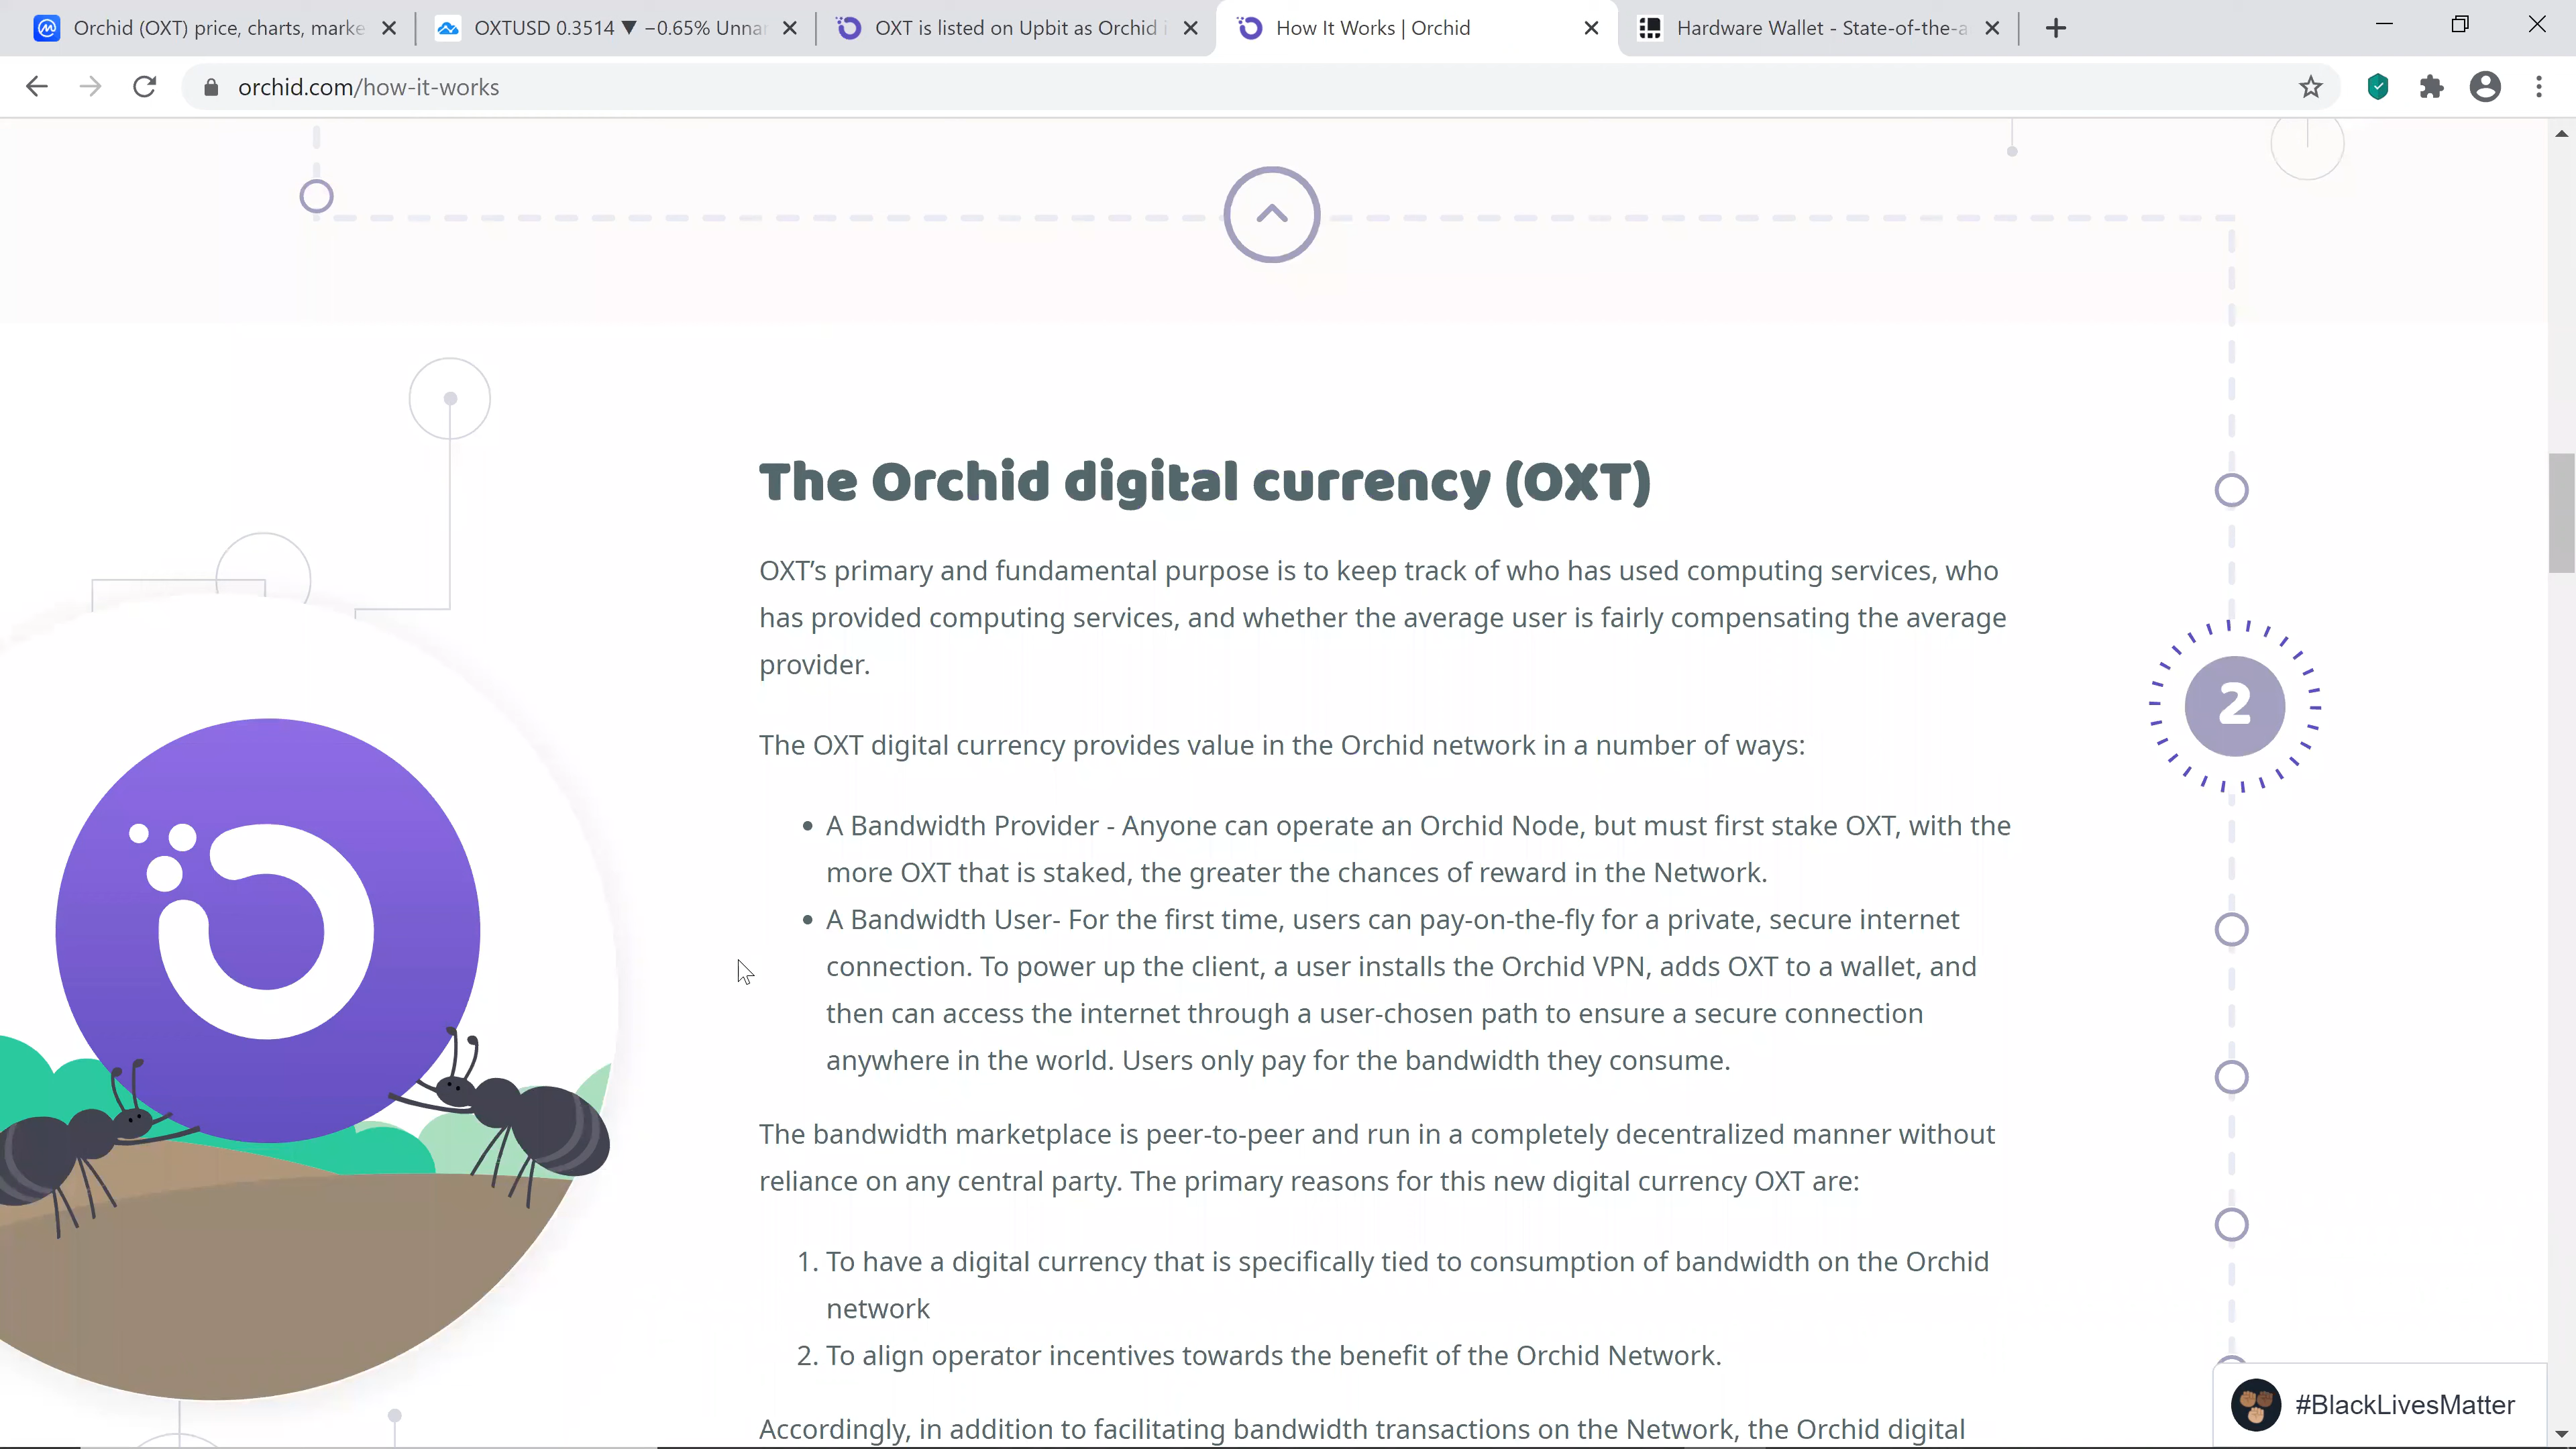 Orchid (OXT) price, charts, marke
OXTUSD 0.3514 ▼ −0.65% Unna
OXT is listed on Upbit as Orchid i
How It Works | Orchid
Hardware Wallet - State-of-the-a
orchid.com/how-it-works
The Orchid digital currency (OXT)
OXT’s primary and fundamental purpose is to keep track of who has used computing services, who
has provided computing services, and whether the average user is fairly compensating the average
provider.
2
The OXT digital currency provides value in the Orchid network in a number of ways:
• A Bandwidth Provider - Anyone can operate an Orchid Node, but must first stake OXT, with the
more OXT that is staked, the greater the chances of reward in the Network.
• A Bandwidth User- For the first time, users can pay-on-the-fly for a private, secure internet
connection. To power up the client, a user installs the Orchid VPN, adds OXT to a wallet, and
then can access the internet through a user-chosen path to ensure a secure connection
anywhere in the world. Users only pay for the bandwidth they consume.
The bandwidth marketplace is peer-to-peer and run in a completely decentralized manner without
reliance on any central party. The primary reasons for this new digital currency OXT are:
1. To have a digital currency that is specifically tied to consumption of bandwidth on the Orchid
network
2. To align operator incentives towards the benefit of the Orchid Network.
Accordingly, in addition to facilitating bandwidth transactions on the Network, the Orchid digital
#BlackLivesMatter